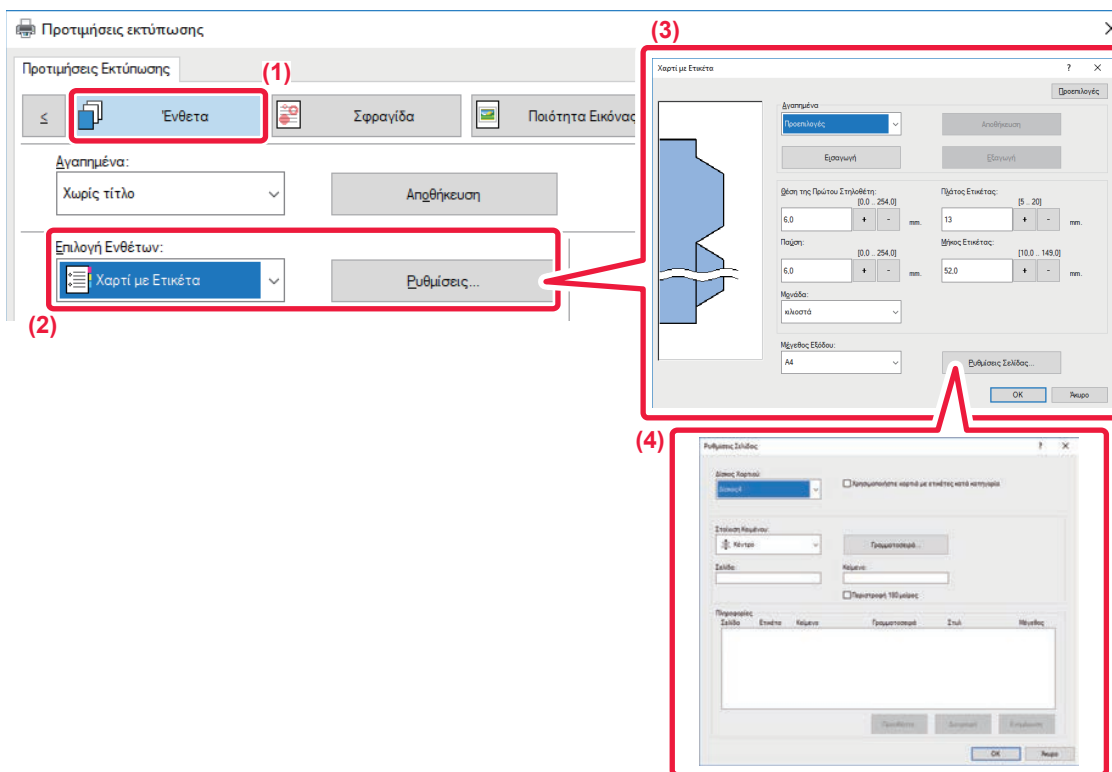 Προτιμήσεις εκτύπωσης
Προτιμήσεις Εκτύπωσης
(1)
≤ Ένθετα Σφραγίδα Ποιότητα Εικόνας
Αγαπημένα:
Χωρίς τίτλο Αποθήκευση
Επιλογή Ενθέτων:
Χαρτί με Ετικέτα Ρυθμίσεις...
(2)
(3)
Χαρτί με Ετικέτα ? X
Προεπιλογές
Αγαπημένα
Προεπιλογές Αποθήκευση
Εισαγωγή Εξαγωγή
Θέση της Πρώτου Στηλοθέτη: Πλάτος Ετικέτας:
[0.0 .. 254.0] [5 .. 20]
6,0 + - mm. 13 + - mm.
Παύση: Μήκος Ετικέτας:
[0.0 .. 254.0] [10.0 .. 149.0]
6,0 + - mm. 52,0 + - mm.
Μονάδα:
χιλιοστά
Μέγεθος Εξόδου:
A4 Ρυθμίσεις Σελίδας...
OK Άκυρο
(4)
Ρυθμίσεις Σελίδας ? X
Δίσκος Χαρτιού:
Χρησιμοποιήστε χαρτιά με ετικέτες κατά κατηγορία
Στοίχιση Κειμένου:
Κέντρο Γραμματοσειρά...
Σελίδα: Κείμενο:
Περιστροφή 180 μοίρες
Πληροφορίες
Σελίδα Ετικέτα Κείμενο Γραμματοσειρά Στυλ Μέγεθος
OK Άκυρο